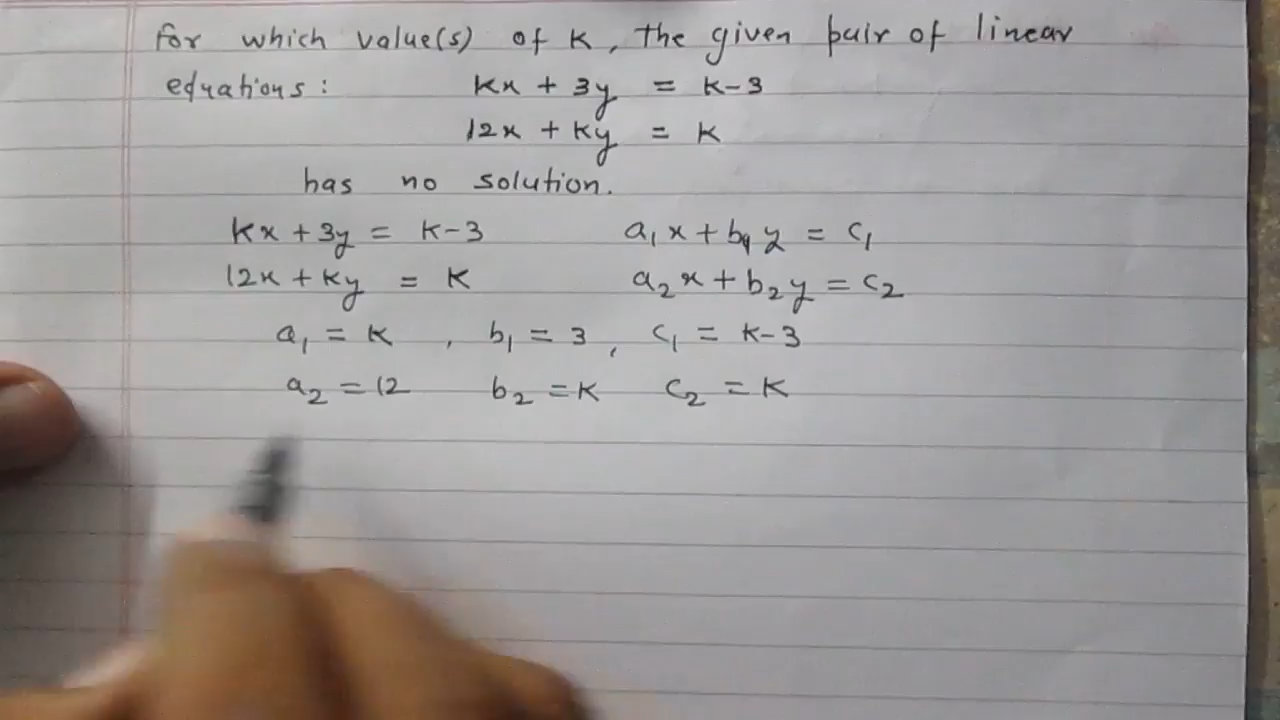 for which value(s) of K, the given pair of linear
equations: Kx + 3y = K-3
12x + Ky = K
has no solution.
Kx + 3y = K-3 a₁x + b₁y = c₁
12x + Ky = K a₂x + b₂y = c₂
a₁ = K , b₁ = 3 , c₁ = K-3
a₂ = 12 b₂ = K c₂ = K